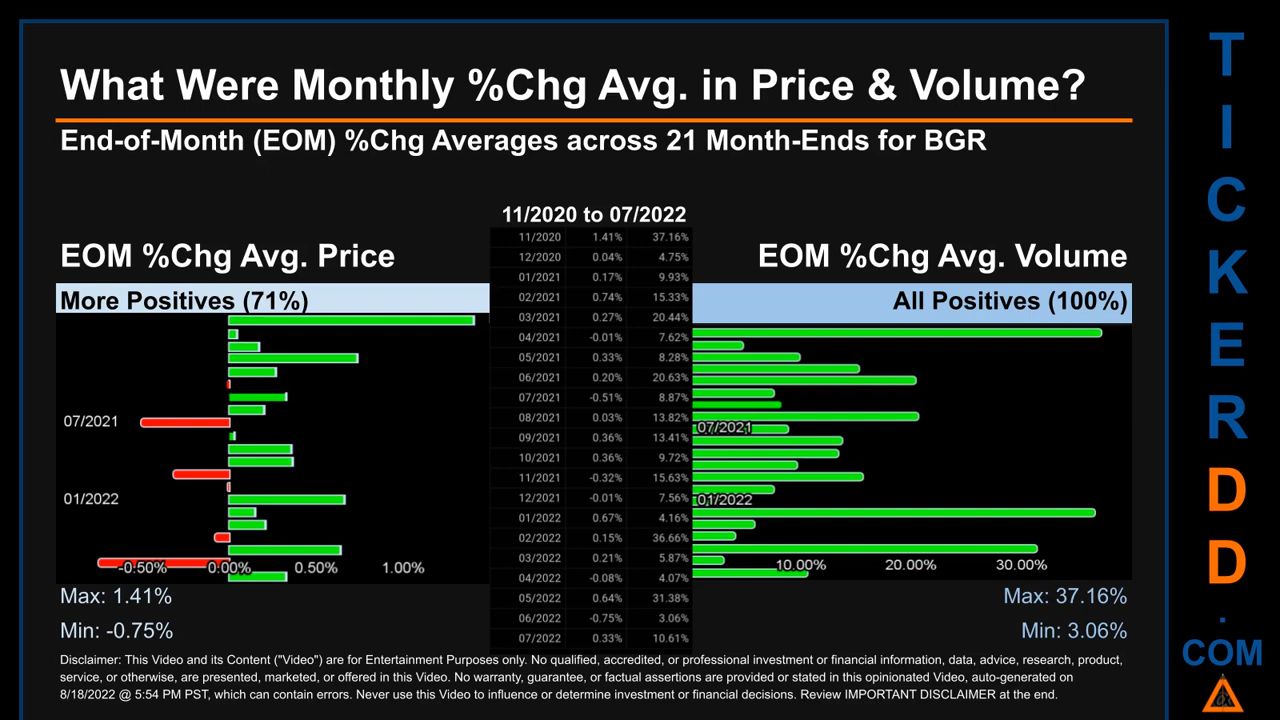 What Were Monthly %Chg Avg. in Price & Volume?
End-of-Month (EOM) %Chg Averages across 21 Month-Ends for BGR
11/2020 to 07/2022
EOM %Chg Avg. Price
EOM %Chg Avg. Volume
More Positives (71%)
All Positives (100%)
11/2020 1.41% 37.16%
12/2020 0.04% 4.75%
01/2021 0.17% 9.93%
02/2021 0.74% 15.33%
03/2021 0.27% 20.44%
04/2021 -0.01% 7.62%
05/2021 0.33% 8.28%
06/2021 0.20% 20.63%
07/2021 -0.51% 8.87%
08/2021 0.03% 13.82%
09/2021 0.36% 13.41%
10/2021 0.36% 9.72%
11/2021 -0.32% 15.63%
12/2021 -0.01% 7.56%
01/2022 0.67% 4.16%
02/2022 0.15% 36.66%
03/2022 0.21% 5.87%
04/2022 -0.08% 4.07%
05/2022 0.64% 31.38%
06/2022 -0.75% 3.06%
07/2022 0.33% 10.61%
07/2021
01/2022
-0.50% 0.00% 0.50% 1.00%
07/2021
01/2022
10.00% 20.00% 30.00%
Max: 1.41%
Min: -0.75%
Max: 37.16%
Min: 3.06%
Disclaimer: This Video and its Content ("Video") are for Entertainment Purposes only. No qualified, accredited, or professional investment or financial information, data, advice, research, product,
service, or otherwise, are presented, marketed, or offered in this Video. No warranty, guarantee, or factual assertions are provided or stated in this opinionated Video, auto-generated on
8/18/2022 @ 5:54 PM PST, which can contain errors. Never use this Video to influence or determine investment or financial decisions. Review IMPORTANT DISCLAIMER at the end.
T
I
C
K
E
R
D
D
.
COM